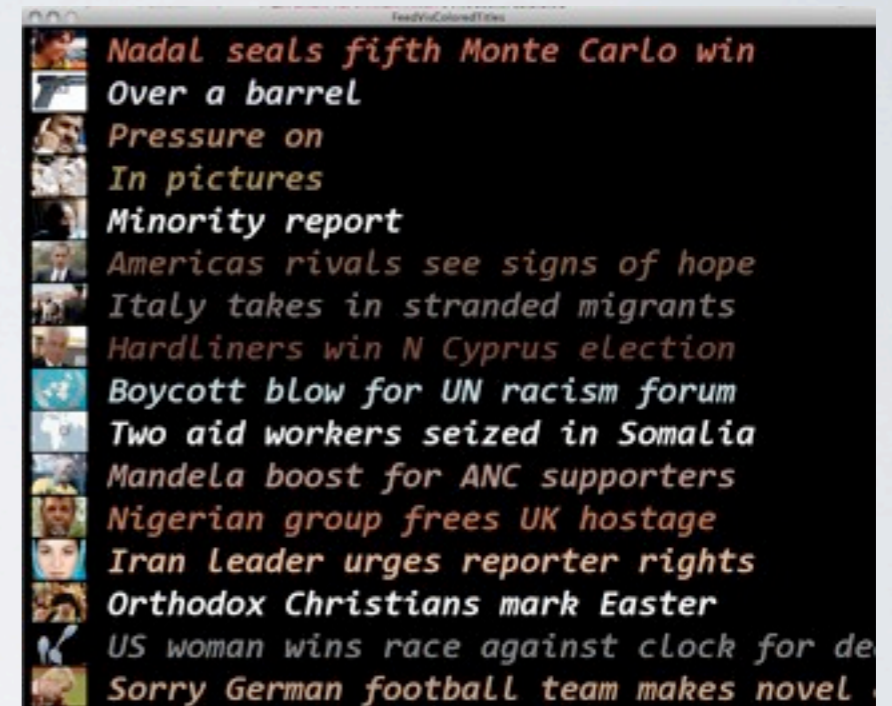 FeedVisColoredTitles
Nadal seals fifth Monte Carlo win
Over a barrel
Pressure on
In pictures
Minority report
Americas rivals see signs of hope
Italy takes in stranded migrants
Hardliners win N Cyprus election
Boycott blow for UN racism forum
Two aid workers seized in Somalia
Mandela boost for ANC supporters
Nigerian group frees UK hostage
Iran leader urges reporter rights
Orthodox Christians mark Easter
US woman wins race against clock for de
Sorry German football team makes novel